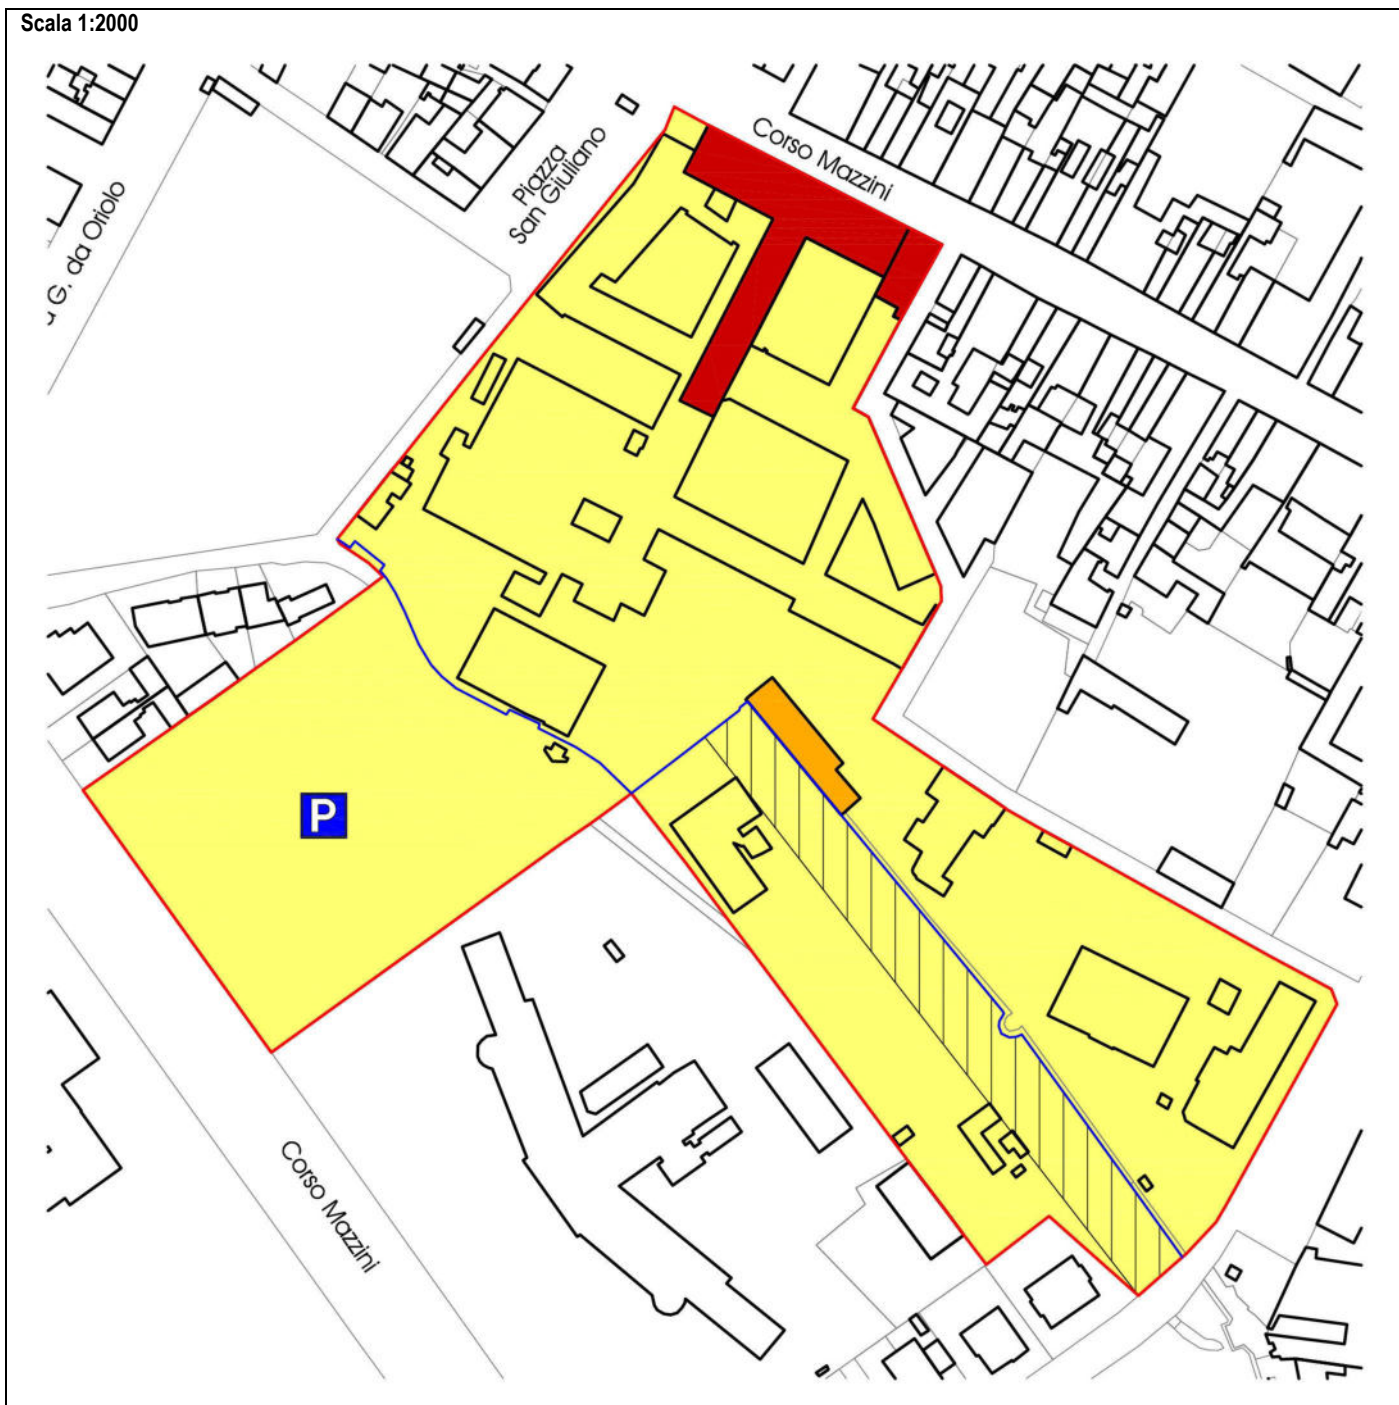 Scala 1:2000
Corso Mazzini
Piazza
San Giuliano
G. da Oriolo
P
Corso Mazzini